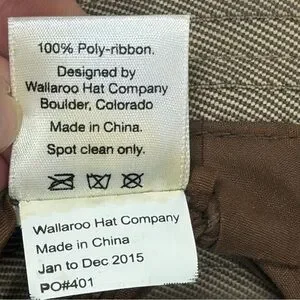 100% Poly-ribbon.
Designed by
Wallaroo Hat Company
Boulder, Colorado
Made in China.
Spot clean only.
Wallaroo Hat Company
Made in China
Jan to Dec 2015
PO#401